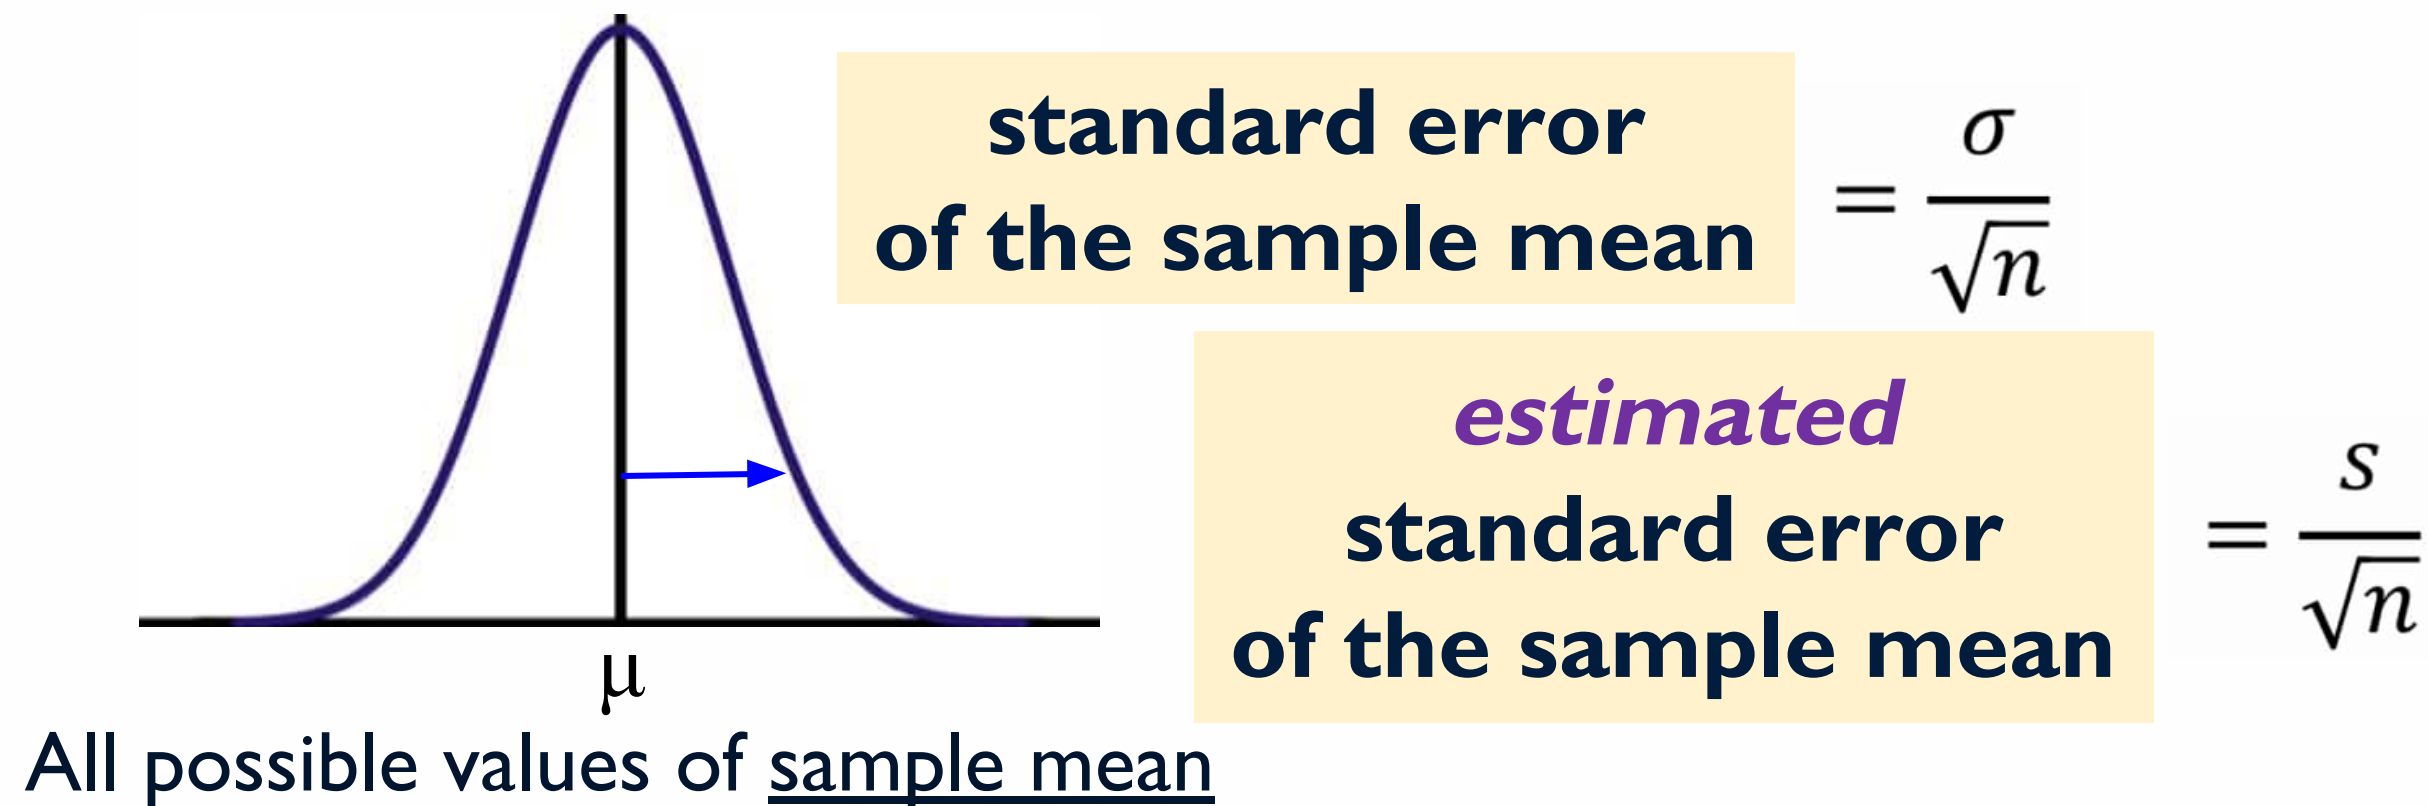 standard error
of the sample mean
= σ/√n
estimated
standard error
of the sample mean
= s/√n
μ
All possible values of sample mean